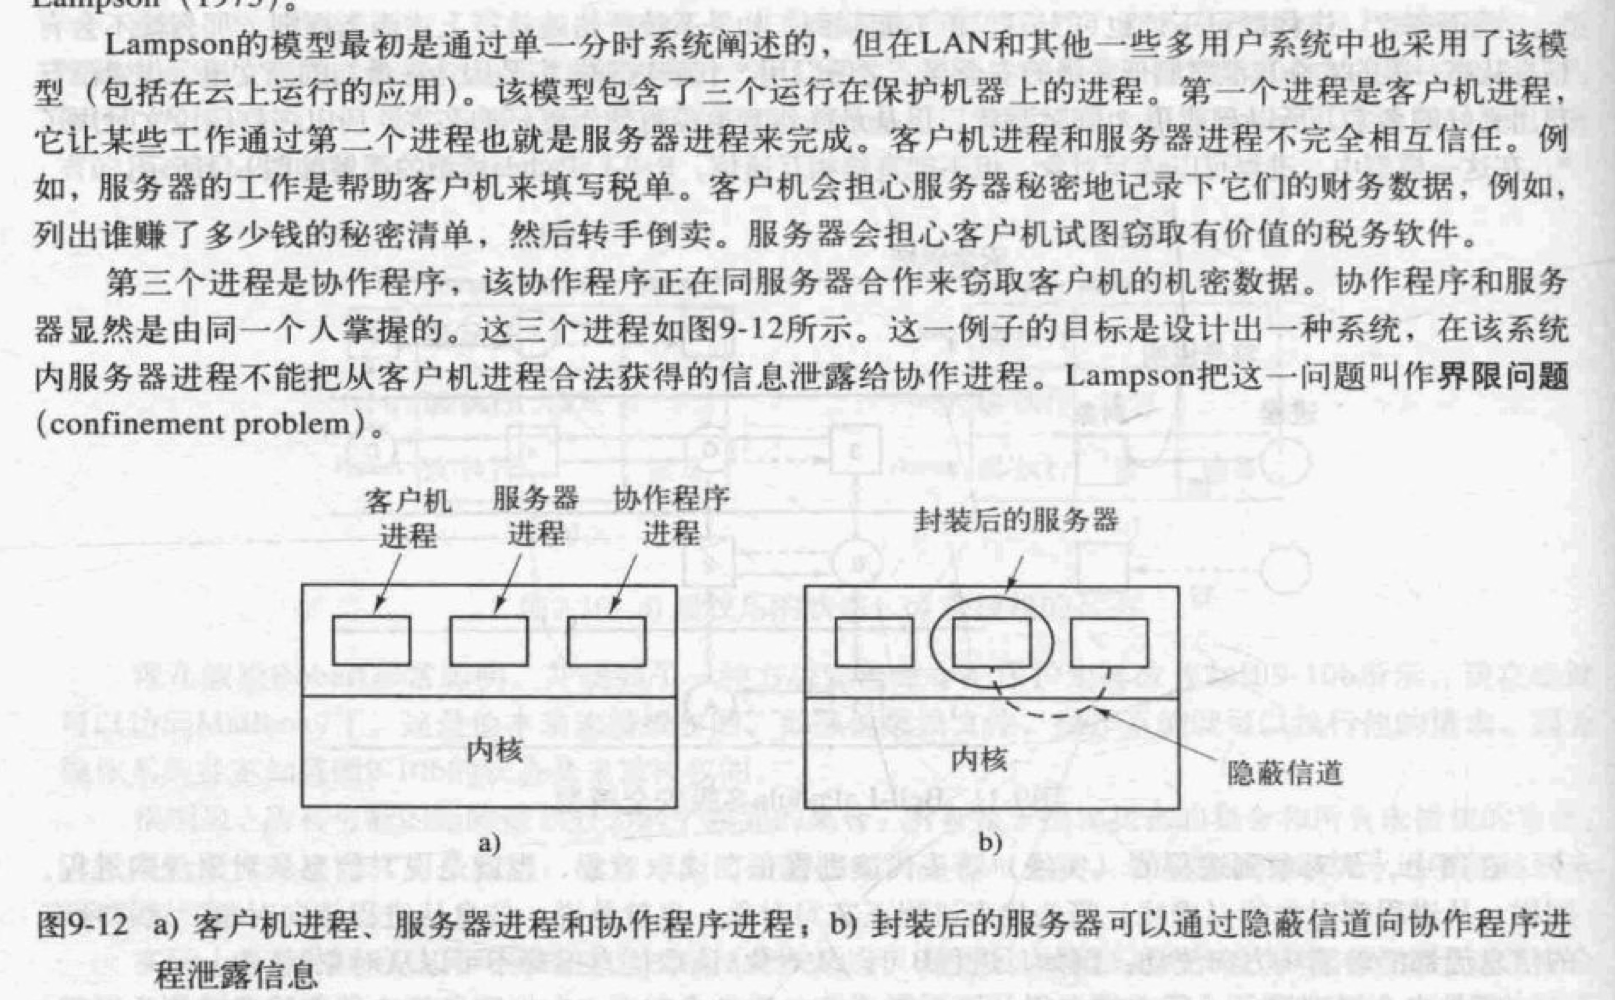 Lampson (1973)。
Lampson的模型最初是通过单一分时系统阐述的，但在LAN和其他一些多用户系统中也采用了该模
型（包括在云上运行的应用）。该模型包含了三个运行在保护机器上的进程。第一个进程是客户机进程，
它让某些工作通过第二个进程也就是服务器进程来完成。客户机进程和服务器进程不完全相互信任。例
如，服务器的工作是帮助客户机来填写税单。客户机会担心服务器秘密地记录下它们的财务数据，例如，
列出谁赚了多少钱的秘密清单，然后转手倒卖。服务器会担心客户机试图窃取有价值的税务软件。
第三个进程是协作程序，该协作程序正在同服务器合作来窃取客户机的机密数据。协作程序和服务
器显然是由同一个人掌握的。这三个进程如图9-12所示。这一例子的目标是设计出一种系统，在该系统
内服务器进程不能把从客户机进程合法获得的信息泄露给协作进程。Lampson把这一问题叫作界限问题
(confinement problem)。
客户机
进程
服务器
进程
协作程序
进程
内核
a)
封装后的服务器
内核
隐蔽信道
b)
图9-12 a) 客户机进程、服务器进程和协作程序进程；b) 封装后的服务器可以通过隐蔽信道向协作程序进
程泄露信息